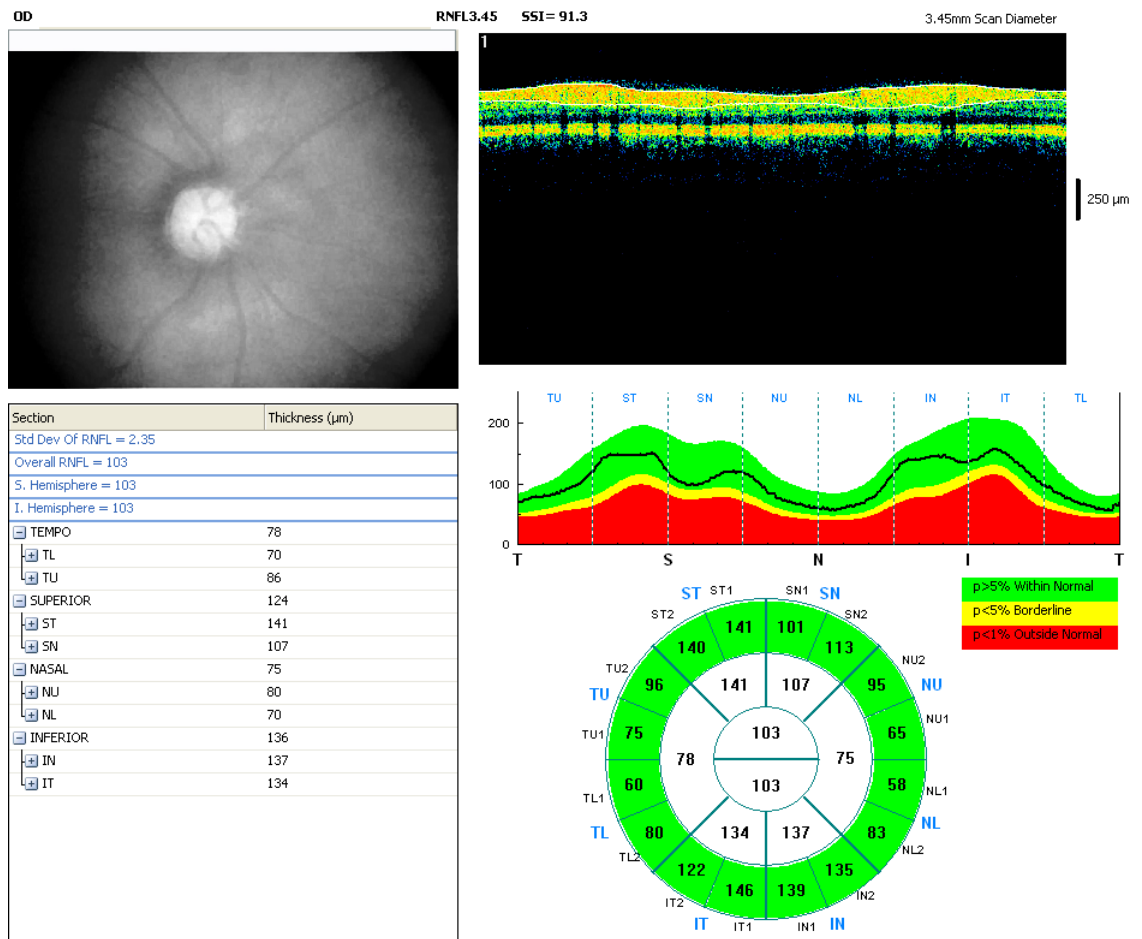 OD RNFL3.45 SSI= 91.3 3.45mm Scan Diameter
1
250 µm
Section Thickness (µm)
Std Dev Of RNFL = 2.35
Overall RNFL = 103
S. Hemisphere = 103
I. Hemisphere = 103
TEMPO 78
TL 70
TU 86
SUPERIOR 124
ST 141
SN 107
NASAL 75
NU 80
NL 70
INFERIOR 136
IN 137
IT 134
TU ST SN NU NL IN IT TL
200
100
0
T S N I T
p>5% Within Normal
p<5% Borderline
p<1% Outside Normal
ST ST1 SN1 SN
ST2 141 101 SN2
140 113
TU2 141 107 NU2
TU 96 95 NU
103
TU1 75 65 NU1
78 75
103
TL1 60 58 NL1
TL 134 137 NL
80 83
TL2 122 135 NL2
146 139
IT2 IN2
IT IT1 IN1 IN